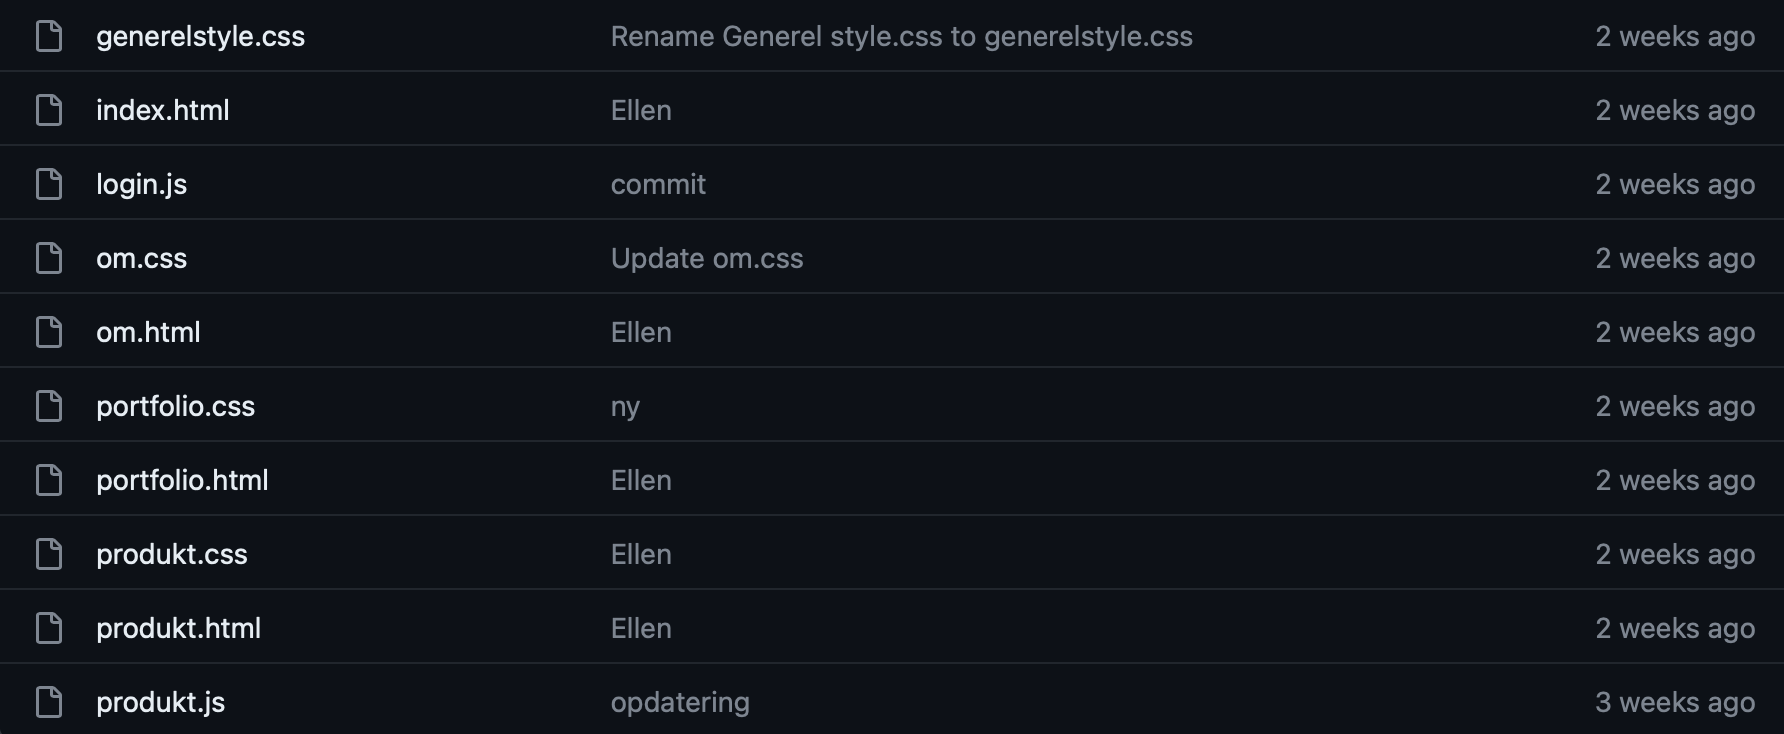 generelstyle.css Rename Generel style.css to generelstyle.css 2 weeks ago
index.html Ellen 2 weeks ago
login.js commit 2 weeks ago
om.css Update om.css 2 weeks ago
om.html Ellen 2 weeks ago
portfolio.css ny 2 weeks ago
portfolio.html Ellen 2 weeks ago
produkt.css Ellen 2 weeks ago
produkt.html Ellen 2 weeks ago
produkt.js opdatering 3 weeks ago